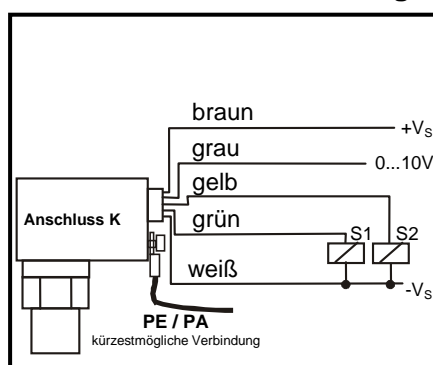 braun
+Vs
grau
0...10V
gelb
Anschluss K
grün
S1
S2
weiß
-Vs
PE / PA
kürzestmögliche Verbindung